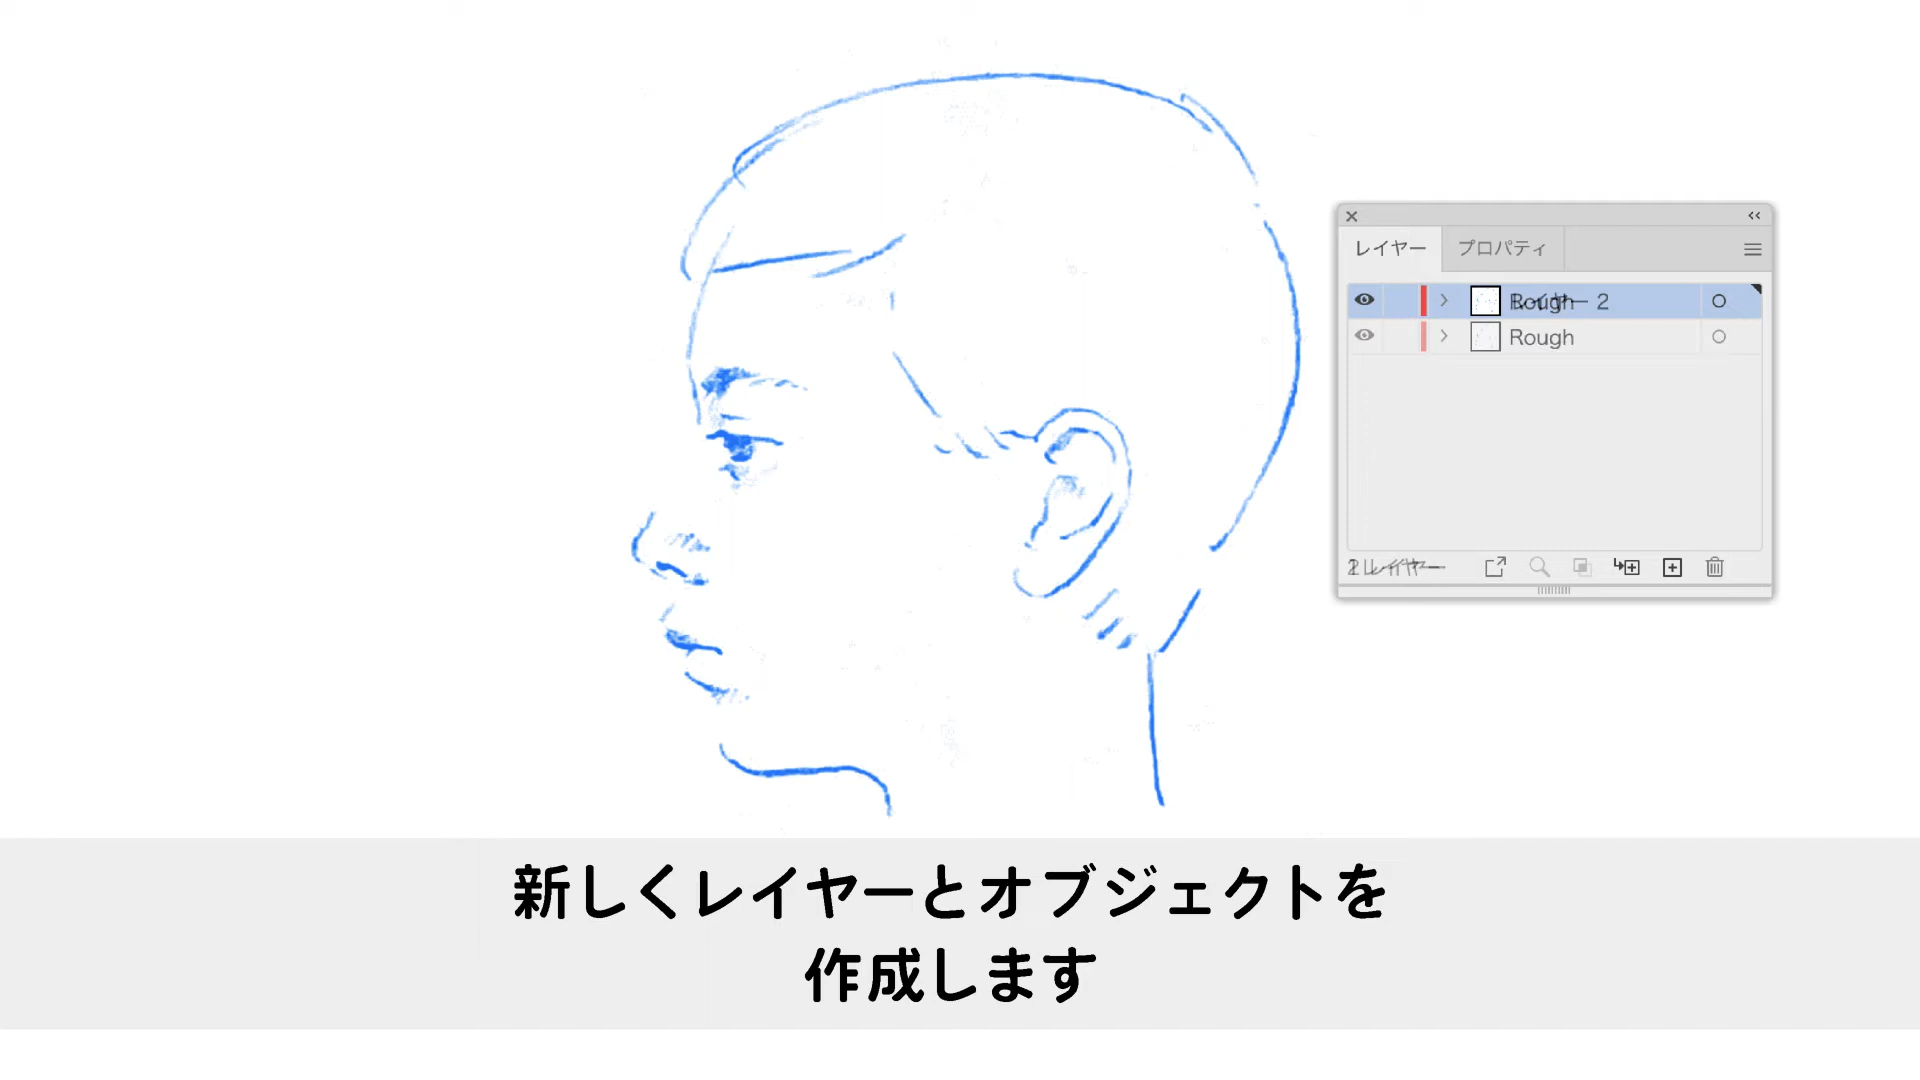 レイヤー プロパティ
Rough
新しくレイヤーとオブジェクトを
作成します